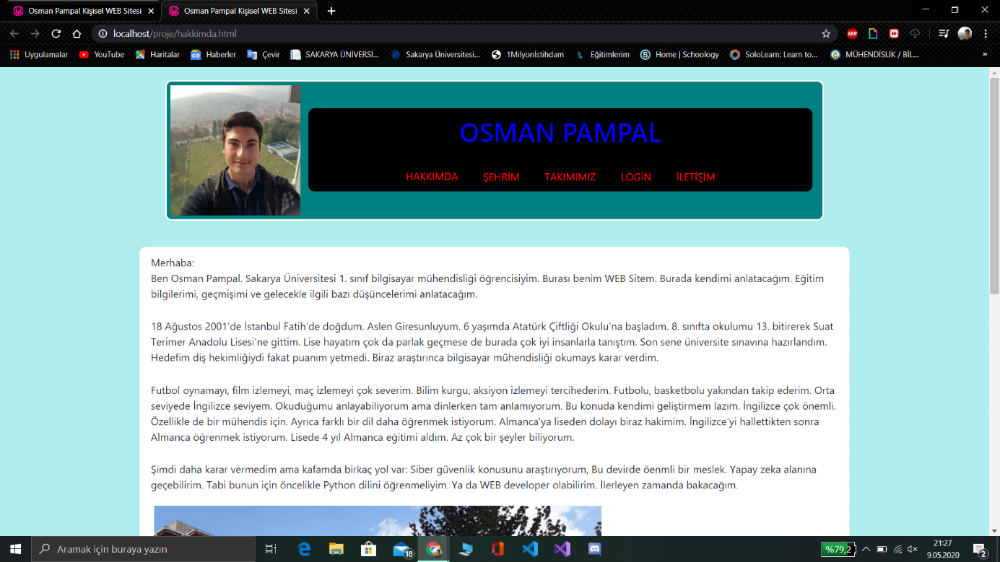 Osman Pampal Kişisel WEB Sitesi
Osman Pampal Kişisel WEB Sitesi
localhost/proje/hakkimda.html
ABP
Uygulamalar
YouTube
Haritalar
Haberler
Çevir
SAKARYA ÜNİVERSİ...
Sakarya Üniversitesi...
1Milyonİstihdam
Eğitimlerim
Home | Schoology
SoloLearn: Learn to...
MÜHENDİSLİK / BİL...
»
OSMAN PAMPAL
HAKKIMDA ŞEHRİM TAKIMIMIZ LOGİN İLETİŞİM
Merhaba:
Ben Osman Pampal. Sakarya Üniversitesi 1. sınıf bilgisayar mühendisliği öğrencisiyim. Burası benim WEB Sitem. Burada kendimi anlatacağım. Eğitim
bilgilerimi, geçmişimi ve gelecekle ilgili bazı düşüncelerimi anlatacağım.
18 Ağustos 2001'de İstanbul Fatih'de doğdum. Aslen Giresunluyum. 6 yaşımda Atatürk Çiftliği Okulu'na başladım. 8. sınıfta okulumu 13. bitirerek Suat
Terimer Anadolu Lisesi'ne gittim. Lise hayatım çok da parlak geçmese de burada çok iyi insanlarla tanıştım. Son sene üniversite sınavına hazırlandım.
Hedefim diş hekimliğiydi fakat puanım yetmedi. Biraz araştırınca bilgisayar mühendisliği okumays karar verdim.
Futbol oynamayı, film izlemeyi, maç izlemeyi çok severim. Bilim kurgu, aksiyon izlemeyi tercihederim. Futbolu, basketbolu yakından takip ederim. Orta
seviyede İngilizce seviyem. Okuduğumu anlayabiliyorum ama dinlerken tam anlamıyorum. Bu konuda kendimi geliştirmem lazım. İngilizce çok önemli.
Özellikle de bir mühendis için. Ayrıca farklı bir dil daha öğrenmek istiyorum. Almanca'ya liseden dolayı biraz hakimim. İngilizce'yi hallettikten sonra
Almanca öğrenmek istiyorum. Lisede 4 yıl Almanca eğitimi aldım. Az çok bir şeyler biliyorum.
Şimdi daha karar vermedim ama kafamda birkaç yol var: Siber güvenlik konusunu araştırıyorum, Bu devirde öenmli bir meslek. Yapay zeka alanına
geçebilirim. Tabi bunun için öncelikle Python dilini öğrenmeliyim. Ya da WEB developer olabilirim. İlerleyen zamanda bakacağım.
Aramak için buraya yazın
18
%79,2
21:27
9.05.2020
2